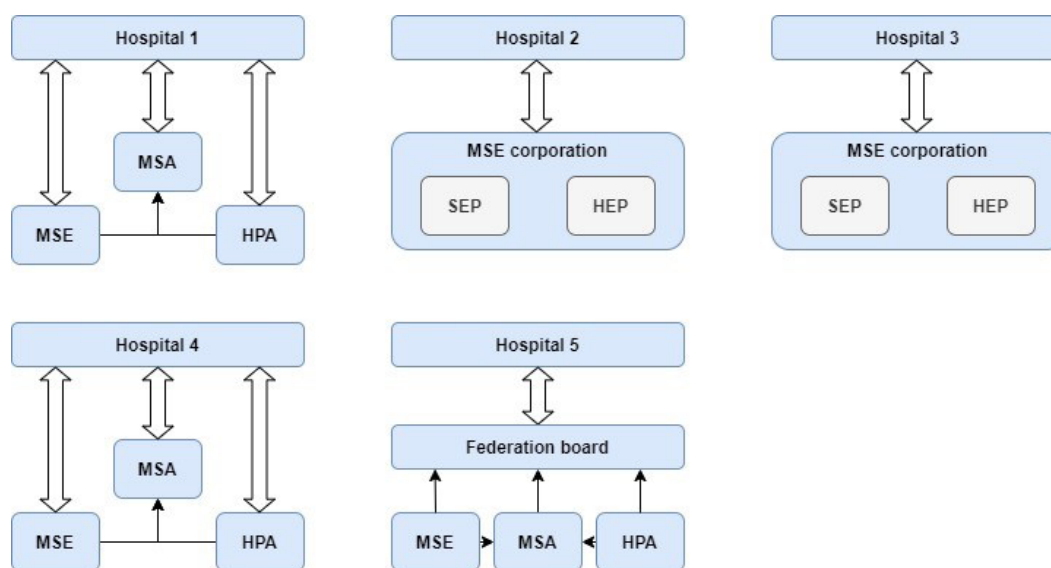 Hospital 1
Hospital 2
Hospital 3
MSA
MSE
HPA
MSE corporation
SEP
HEP
MSE corporation
SEP
HEP
Hospital 4
Hospital 5
MSA
MSE
HPA
Federation board
MSE
MSA
HPA